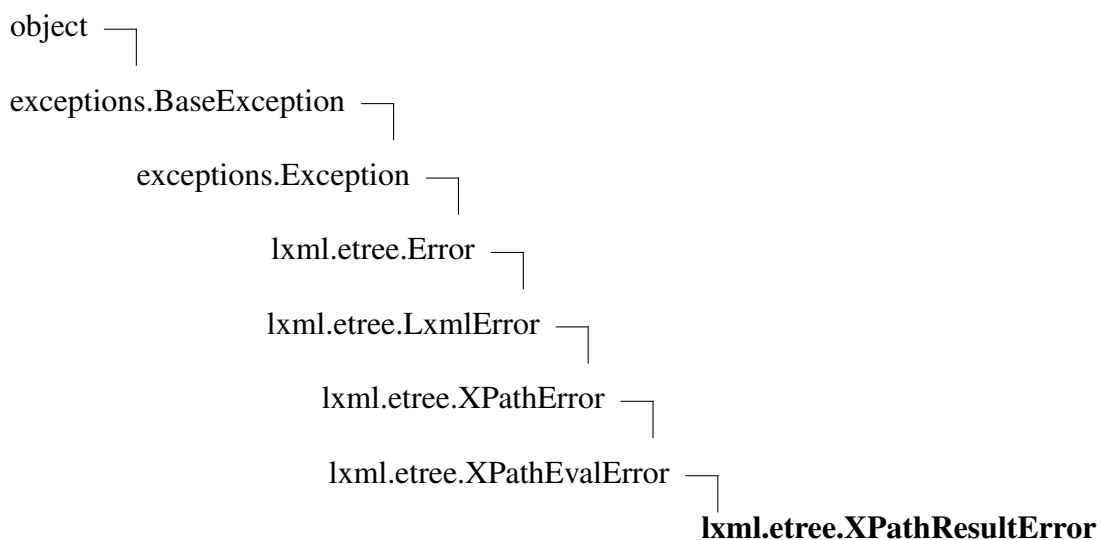 object
exceptions.BaseException
exceptions.Exception
lxml.etree.Error
lxml.etree.LxmlError
lxml.etree.XPathError
lxml.etree.XPathEvalError
lxml.etree.XPathResultError